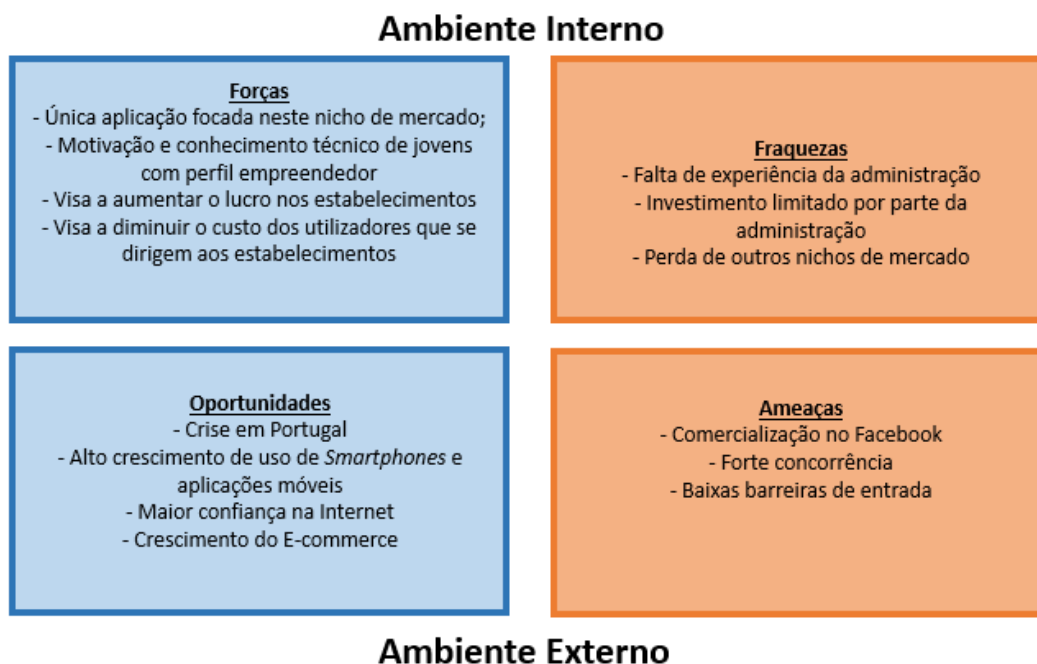 Ambiente Interno
Forças
- Única aplicação focada neste nicho de mercado;
- Motivação e conhecimento técnico de jovens
com perfil empreendedor
- Visa a aumentar o lucro nos estabelecimentos
- Visa a diminuir o custo dos utilizadores que se
dirigem aos estabelecimentos
Fraquezas
- Falta de experiência da administração
- Investimento limitado por parte da
administração
- Perda de outros nichos de mercado
Oportunidades
- Crise em Portugal
- Alto crescimento de uso de Smartphones e
aplicações móveis
- Maior confiança na Internet
- Crescimento do E-commerce
Ameaças
- Comercialização no Facebook
- Forte concorrência
- Baixas barreiras de entrada
Ambiente Externo